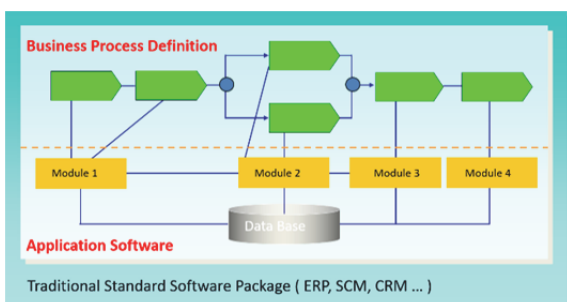 Business Process Definition
Module 1
Module 2
Module 3
Module 4
Data Base
Application Software
Traditional Standard Software Package ( ERP, SCM, CRM ... )